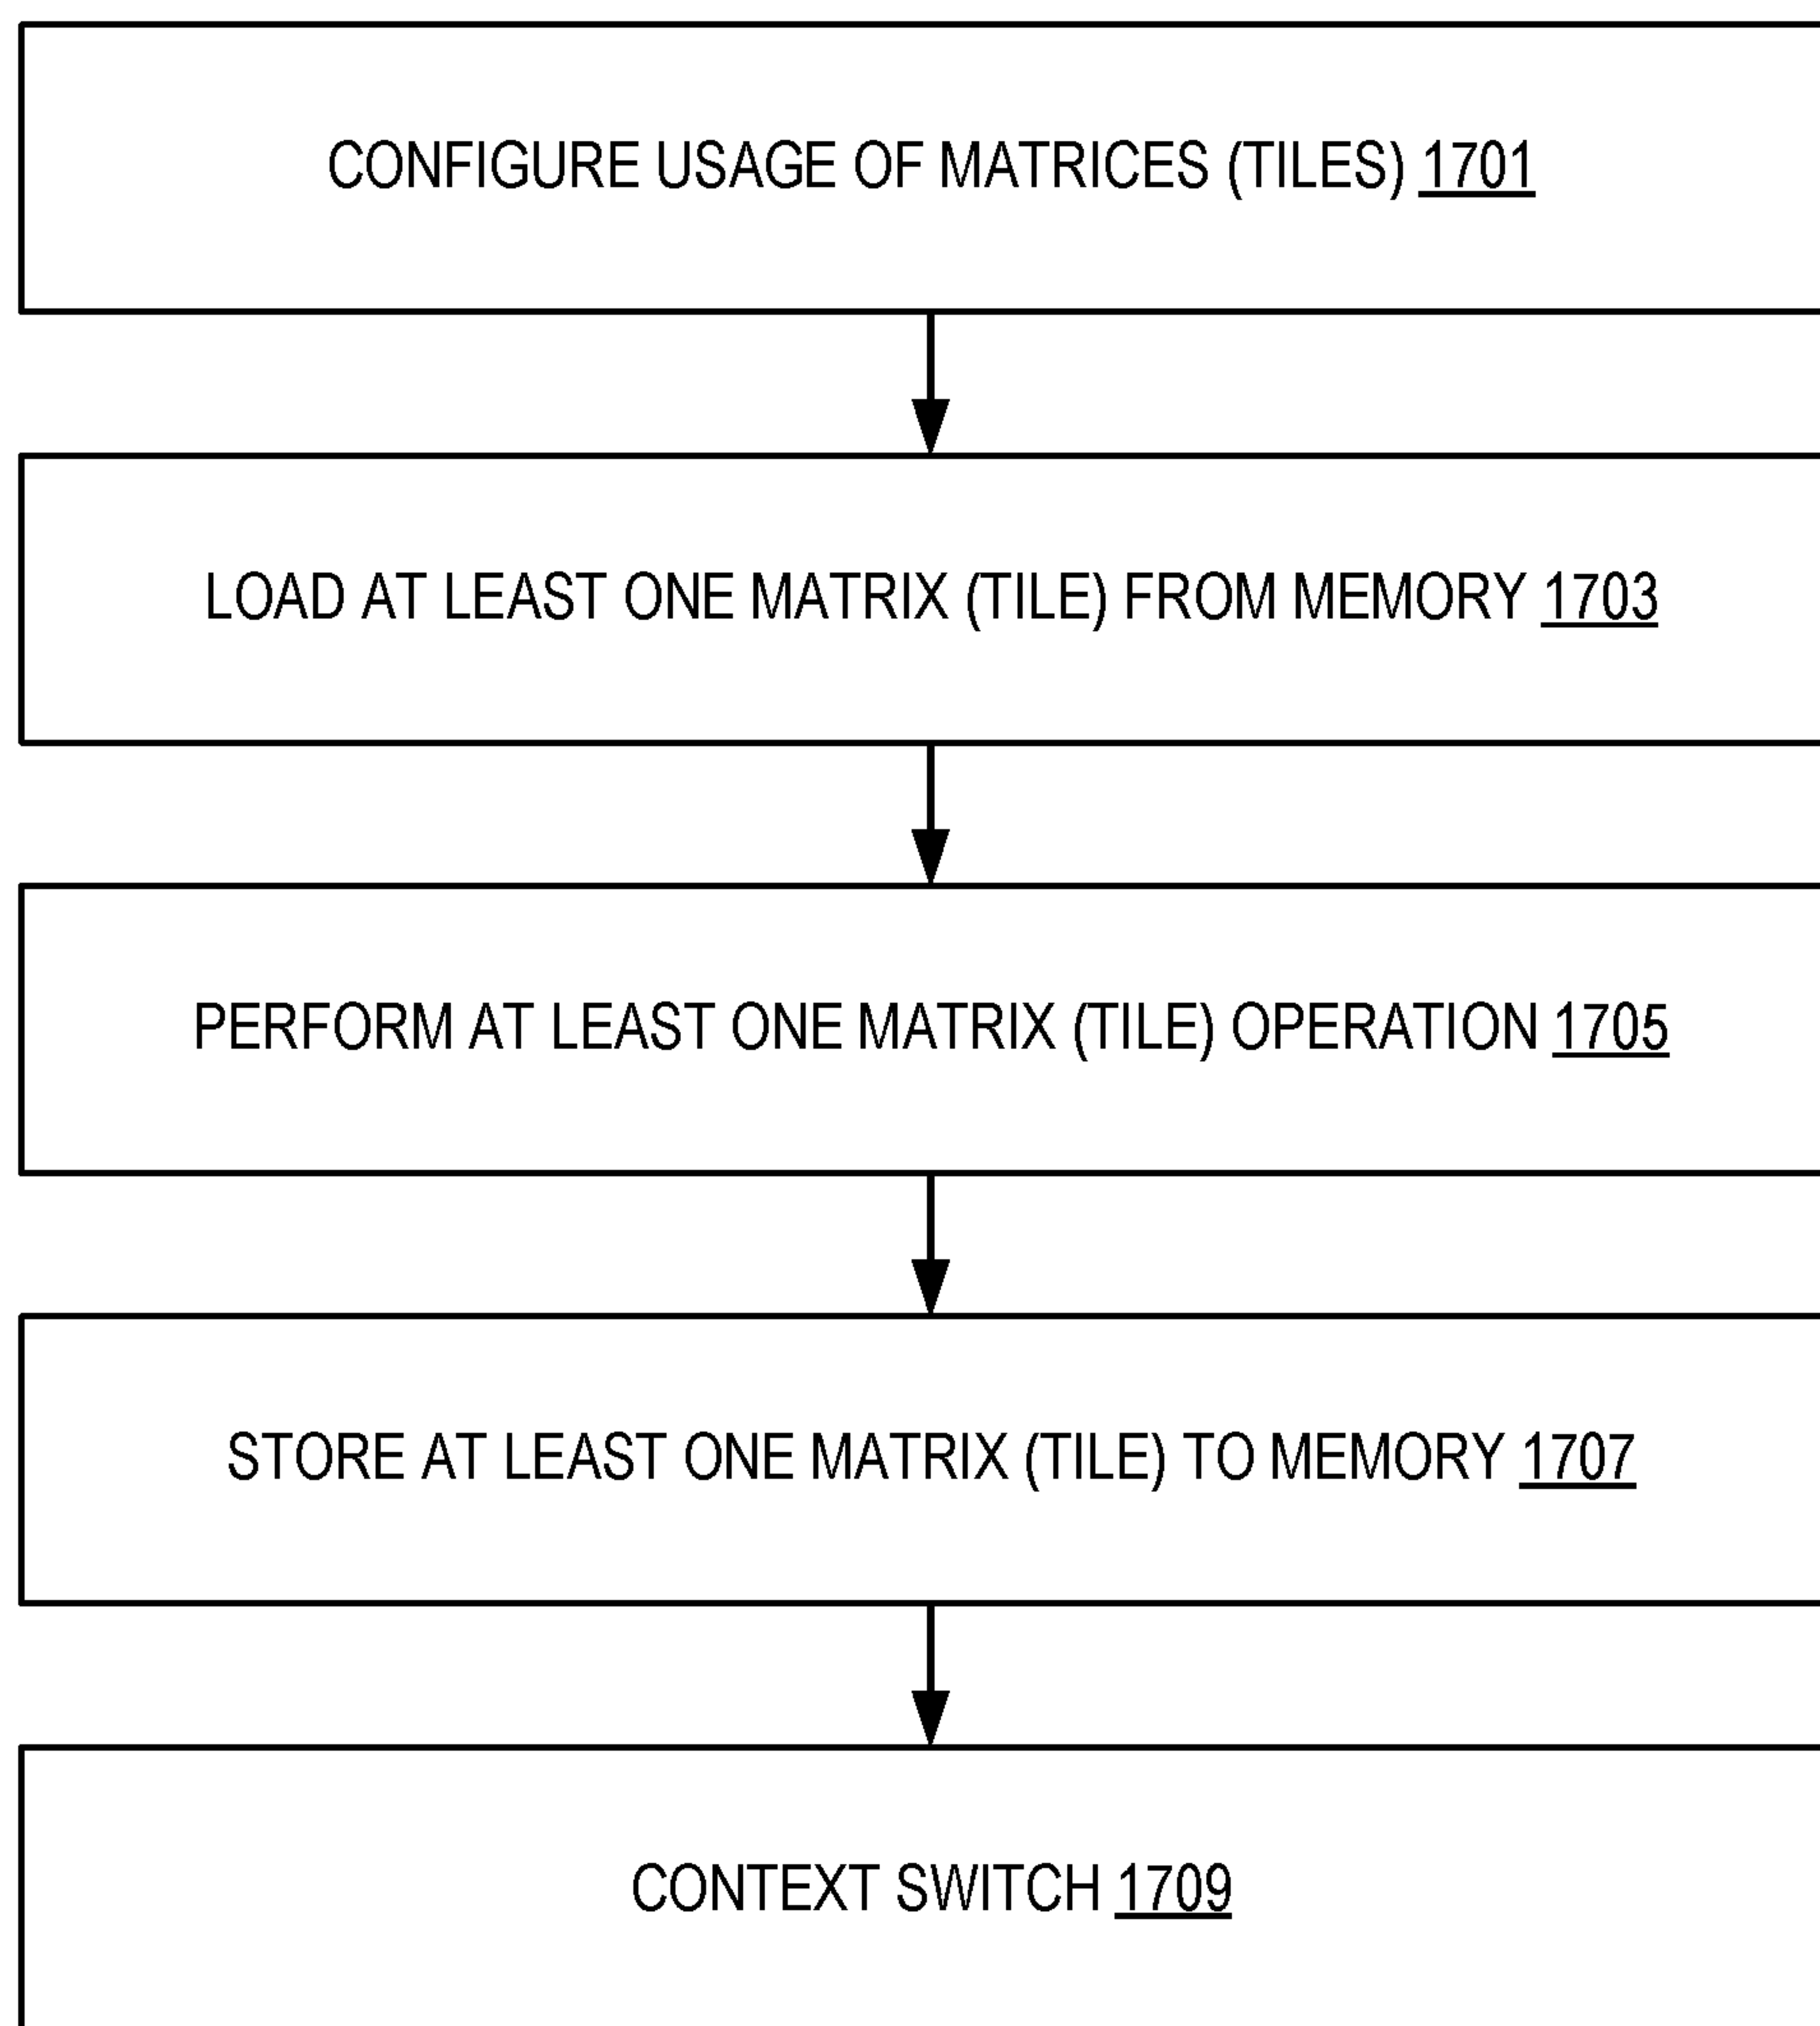 CONFIGURE USAGE OF MATRICES (TILES) 1701
LOAD AT LEAST ONE MATRIX (TILE) FROM MEMORY 1703
PERFORM AT LEAST ONE MATRIX (TILE) OPERATION 1705
STORE AT LEAST ONE MATRIX (TILE) TO MEMORY 1707
CONTEXT SWITCH 1709